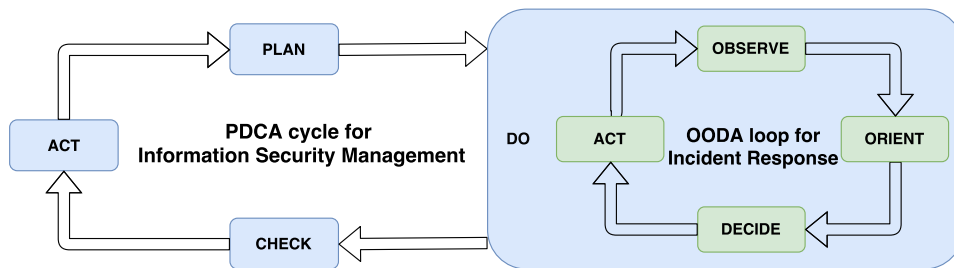 PLAN
ACT
PDCA cycle for
Information Security Management
CHECK
DO
OBSERVE
ACT
OODA loop for
Incident Response
ORIENT
DECIDE